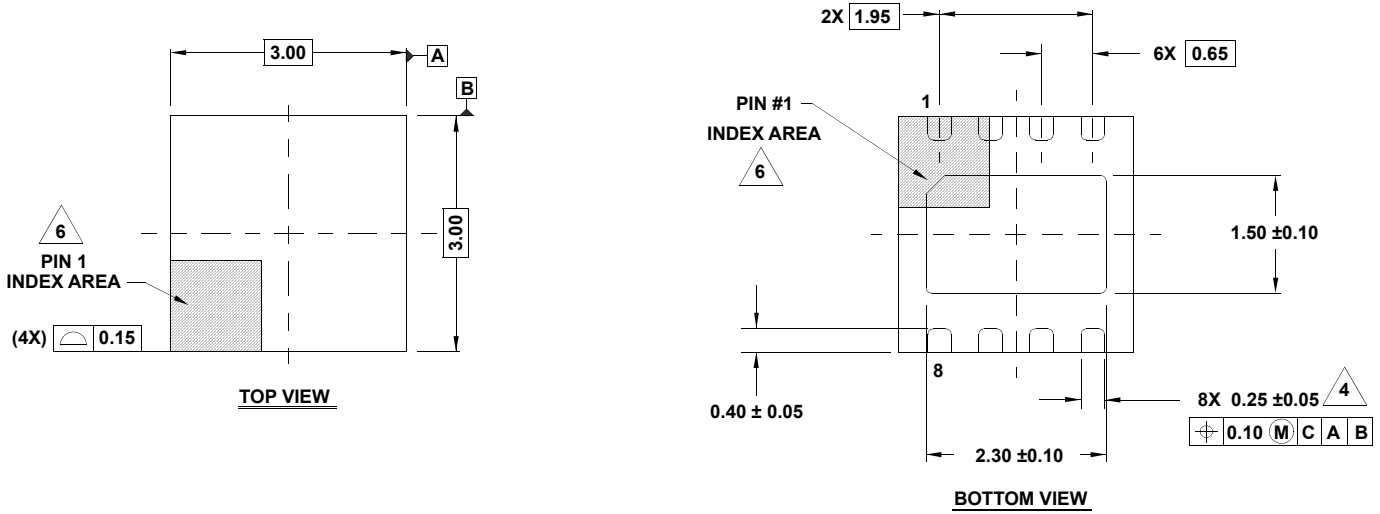 3.00
A
B
3.00
6
PIN 1
INDEX AREA
(4X) ⌓ 0.15
TOP VIEW
2X 1.95
6X 0.65
PIN #1
INDEX AREA
6
1
1.50 ±0.10
8
0.40 ± 0.05
8X 0.25 ±0.05 4
⌖ 0.10 Ⓜ C A B
2.30 ±0.10
BOTTOM VIEW